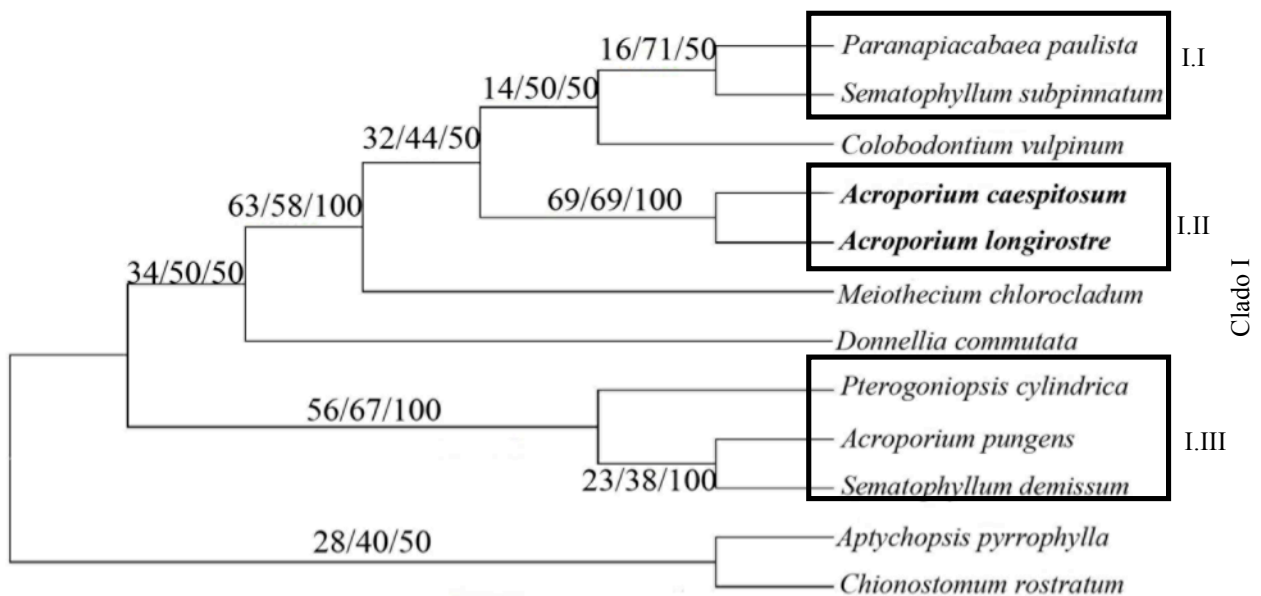 16/71/50
Paranapiacabaea paulista
I.I
14/50/50
Sematophyllum subpinnatum
32/44/50
Colobodontium vulpinum
63/58/100
69/69/100
Acroporium caespitosum
I.II
Acroporium longirostre
34/50/50
Meiothecium chlorocladum
Clado I
Donnellia commutata
56/67/100
Pterogoniopsis cylindrica
Acroporium pungens
I.III
23/38/100
Sematophyllum demissum
28/40/50
Aptychopsis pyrrophylla
Chionostomum rostratum